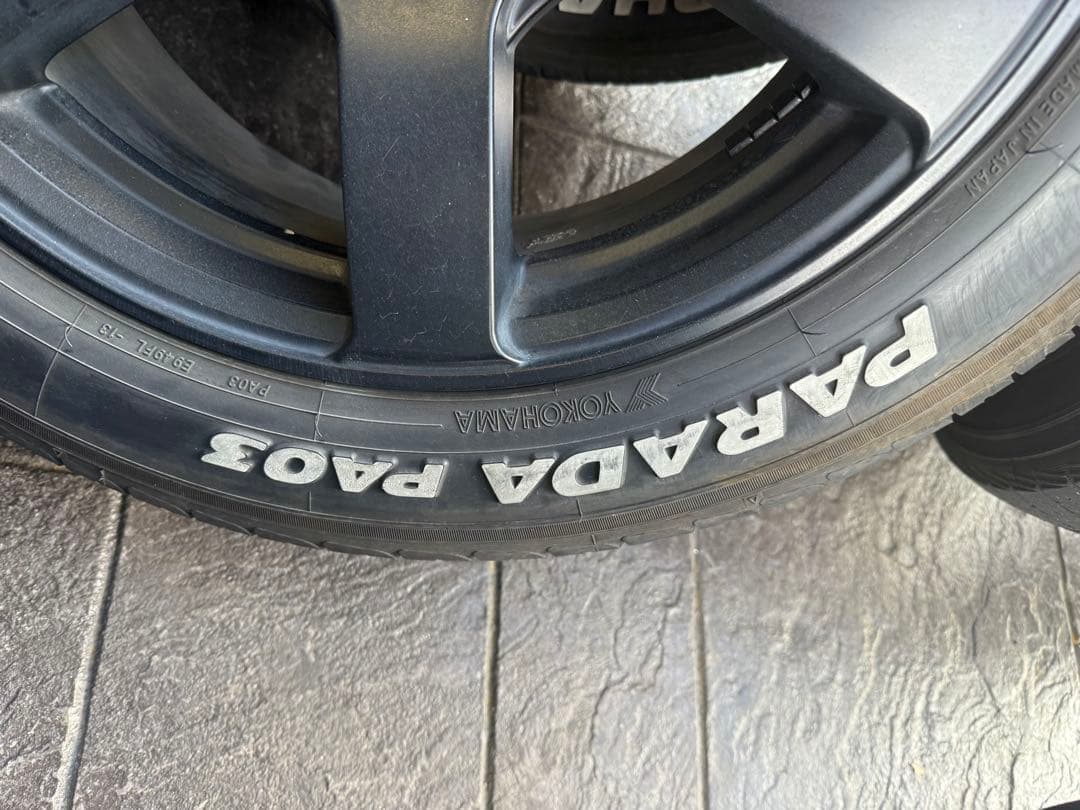 PARADA PA03
YOKOHAMA
PA03 E949FL -13
MADE IN JAPAN